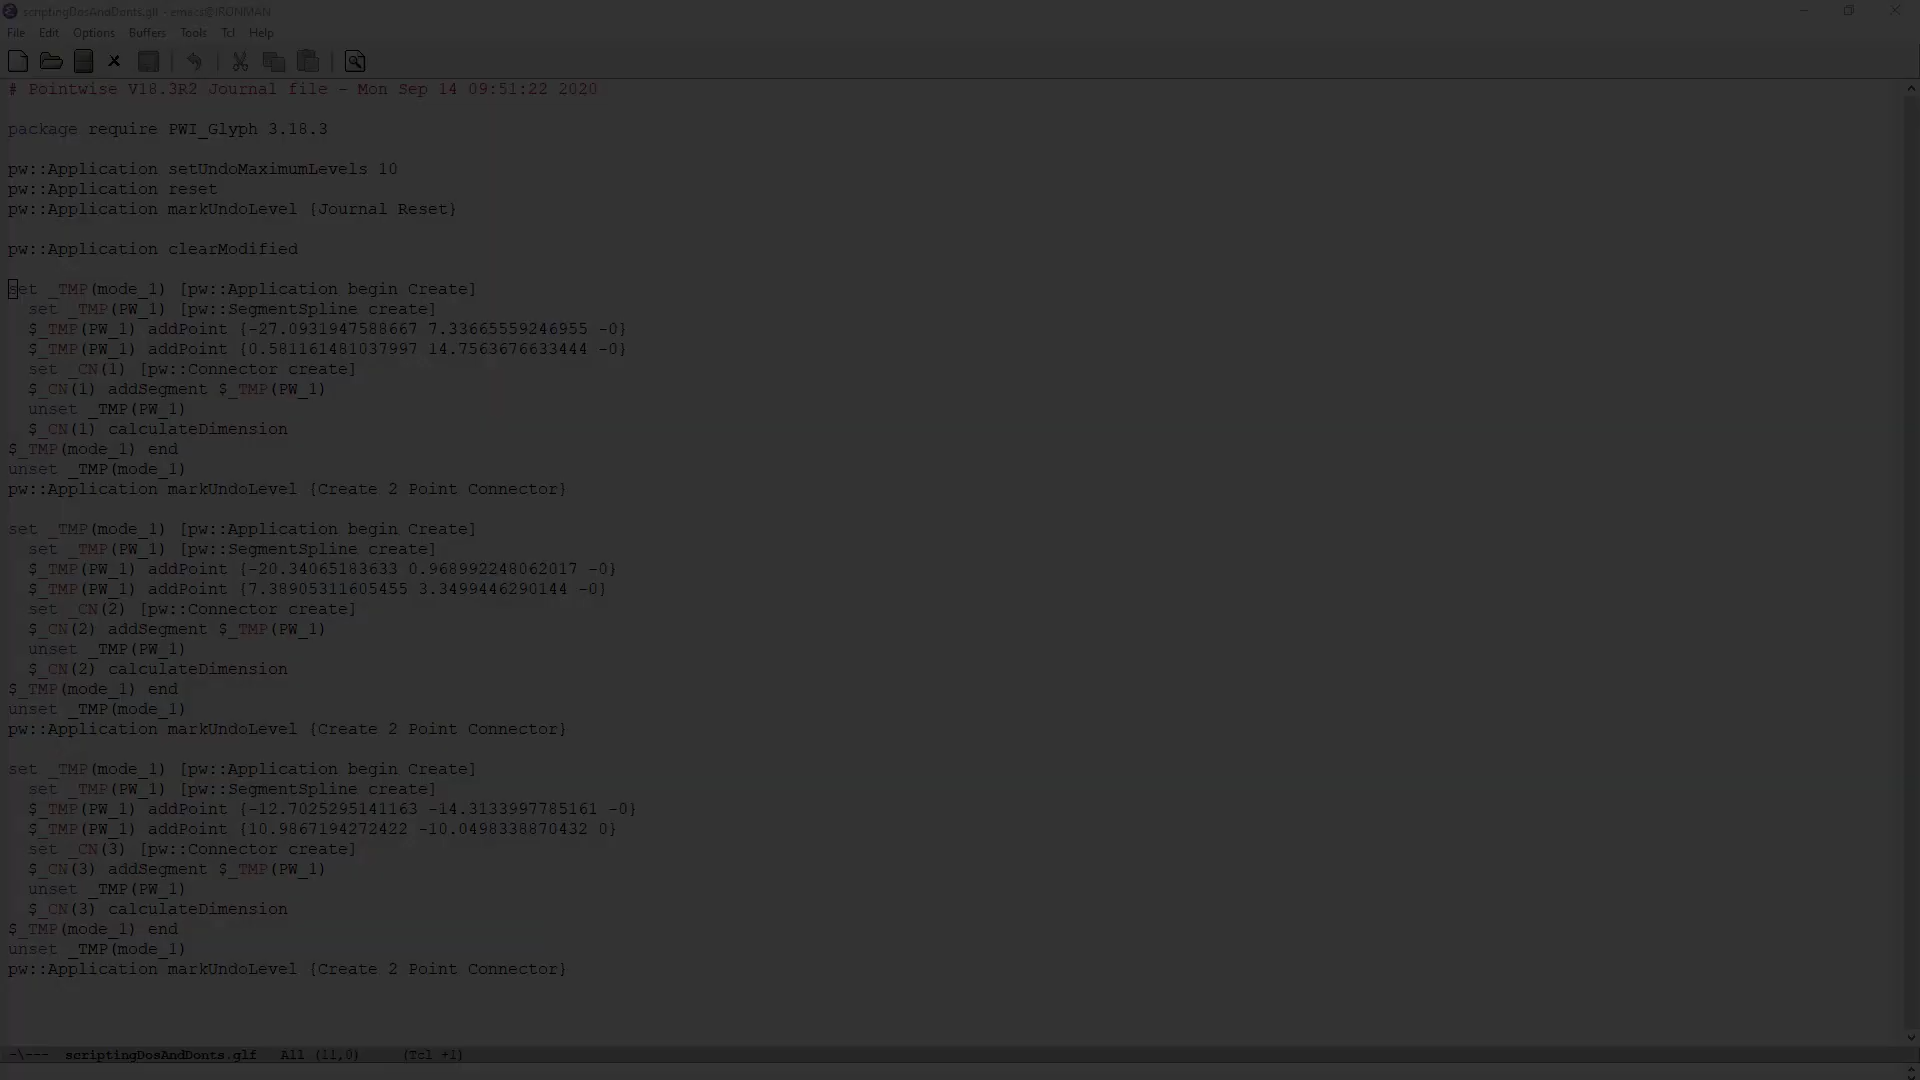 scriptingDosAndDonts.glf - emacs@IRONMAN
File Edit Options Buffers Tools Tcl Help
# Pointwise V18.3R2 Journal file - Mon Sep 14 09:51:22 2020
package require PWI_Glyph 3.18.3
pw::Application setUndoMaximumLevels 10
pw::Application reset
pw::Application markUndoLevel {Journal Reset}
pw::Application clearModified
set _TMP(mode_1) [pw::Application begin Create]
set _TMP(PW_1) [pw::SegmentSpline create]
$_TMP(PW_1) addPoint {-27.0931947588667 7.33665559246955 -0}
$_TMP(PW_1) addPoint {0.581161481037997 14.7563676633444 -0}
set _CN(1) [pw::Connector create]
$_CN(1) addSegment $_TMP(PW_1)
unset _TMP(PW_1)
$_CN(1) calculateDimension
$_TMP(mode_1) end
unset _TMP(mode_1)
pw::Application markUndoLevel {Create 2 Point Connector}
set _TMP(mode_1) [pw::Application begin Create]
set _TMP(PW_1) [pw::SegmentSpline create]
$_TMP(PW_1) addPoint {-20.34065183633 0.968992248062017 -0}
$_TMP(PW_1) addPoint {7.38905311605455 3.3499446290144 -0}
set _CN(2) [pw::Connector create]
$_CN(2) addSegment $_TMP(PW_1)
unset _TMP(PW_1)
$_CN(2) calculateDimension
$_TMP(mode_1) end
unset _TMP(mode_1)
pw::Application markUndoLevel {Create 2 Point Connector}
set _TMP(mode_1) [pw::Application begin Create]
set _TMP(PW_1) [pw::SegmentSpline create]
$_TMP(PW_1) addPoint {-12.7025295141163 -14.3133997785161 -0}
$_TMP(PW_1) addPoint {10.9867194272422 -10.0498338870432 0}
set _CN(3) [pw::Connector create]
$_CN(3) addSegment $_TMP(PW_1)
unset _TMP(PW_1)
$_CN(3) calculateDimension
$_TMP(mode_1) end
unset _TMP(mode_1)
pw::Application markUndoLevel {Create 2 Point Connector}
-\--- scriptingDosAndDonts.glf All (11,0) (Tcl +1)